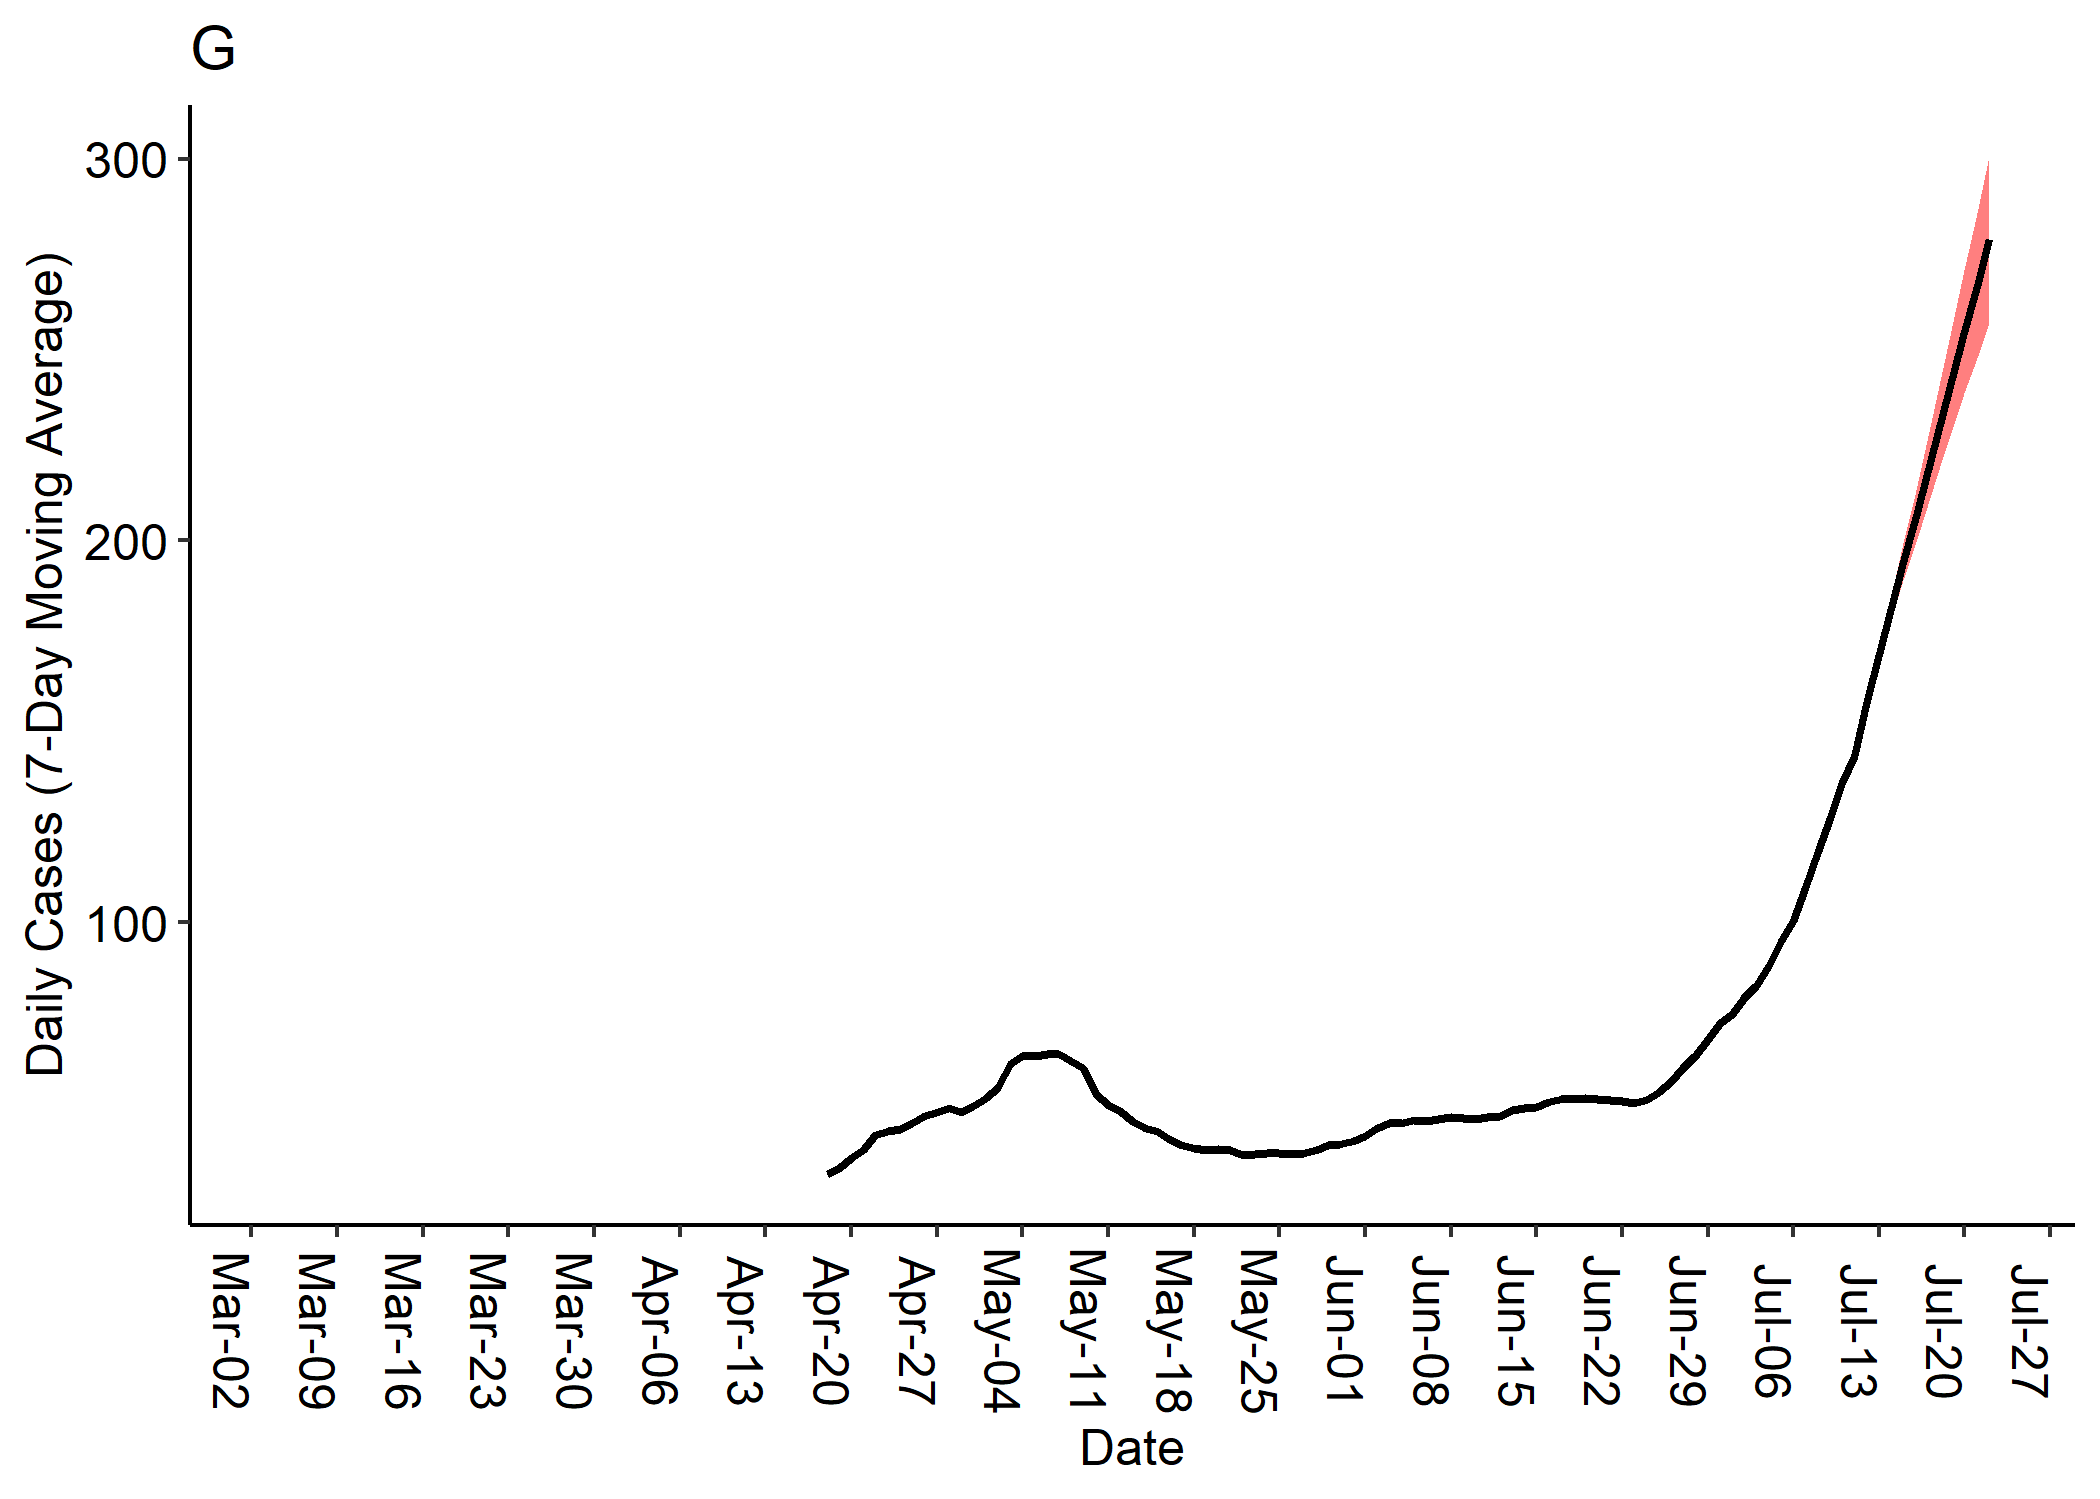 G
Daily Cases (7-Day Moving Average)
300
200
100
Mar-02
Mar-09
Mar-16
Mar-23
Mar-30
Apr-06
Apr-13
Apr-20
Apr-27
May-04
May-11
May-18
May-25
Jun-01
Jun-08
Jun-15
Jun-22
Jun-29
Jul-06
Jul-13
Jul-20
Jul-27
Date